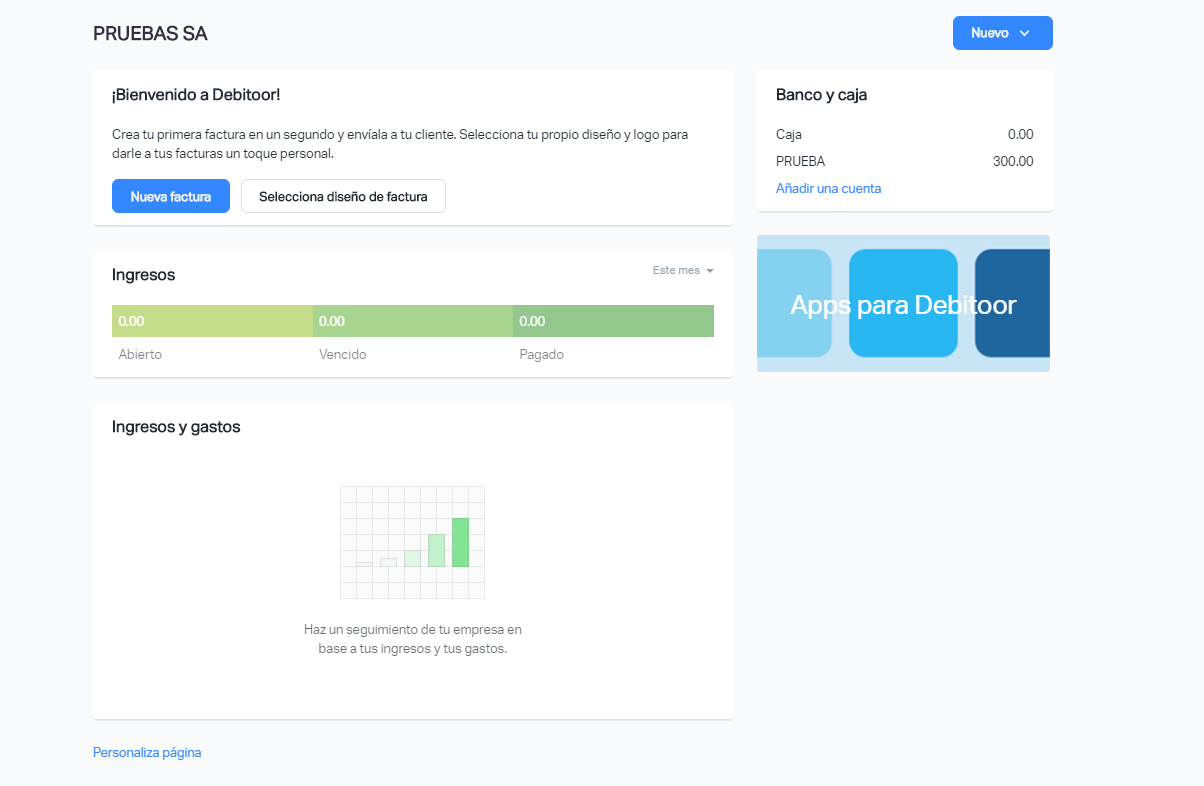 PRUEBAS SA
Nuevo
¡Bienvenido a Debitoor!
Crea tu primera factura en un segundo y envíala a tu cliente. Selecciona tu propio diseño y logo para
darle a tus facturas un toque personal.
Nueva factura
Selecciona diseño de factura
Banco y caja
Caja 0.00
PRUEBA 300.00
Añadir una cuenta
Ingresos
Este mes
0.00 0.00 0.00
Abierto Vencido Pagado
Apps para Debitoor
Ingresos y gastos
Haz un seguimiento de tu empresa en
base a tus ingresos y tus gastos.
Personaliza página